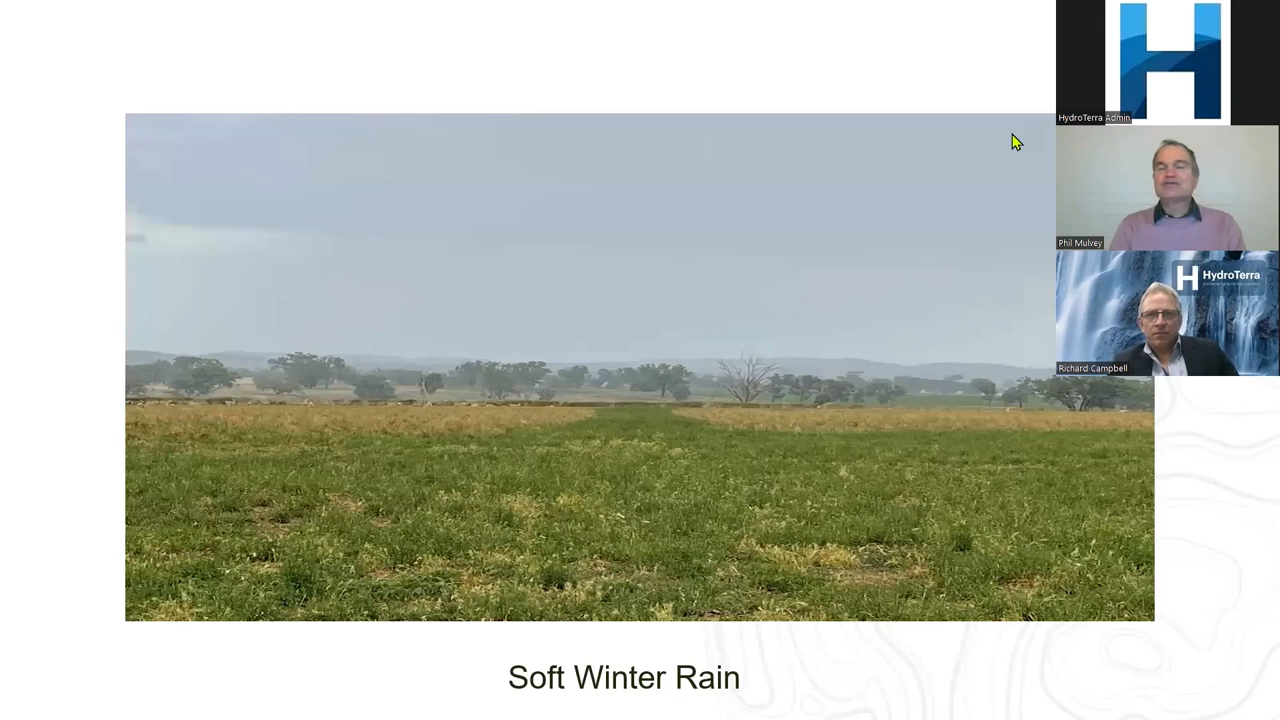 HydroTerra Admin
Phil Mulvey
HydroTerra
Richard Campbell
Soft Winter Rain